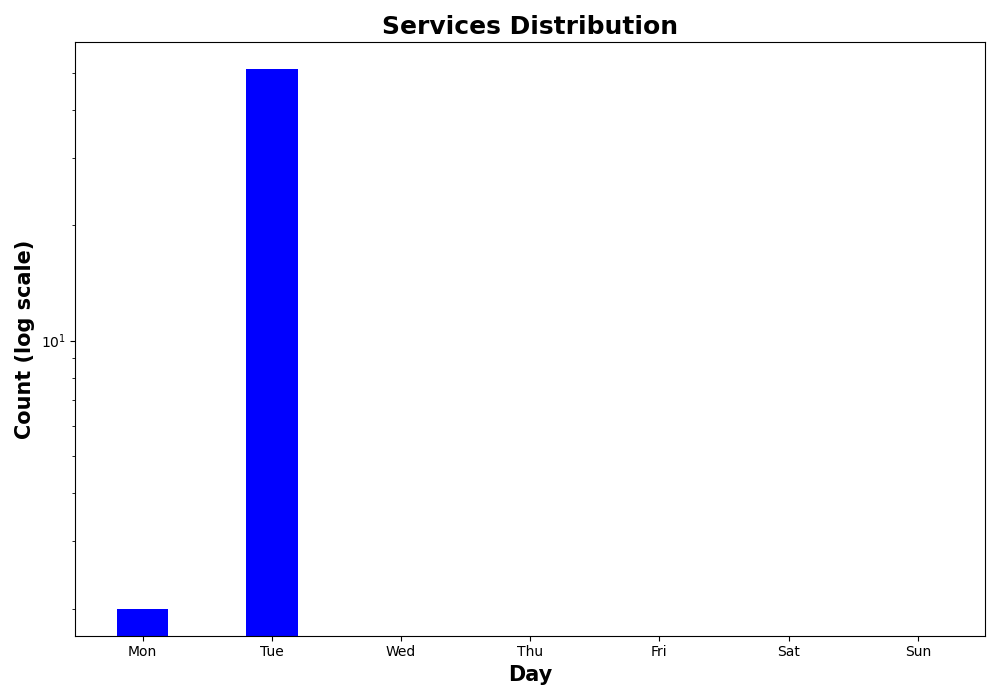 Services Distribution
Count (log scale)
10¹
Mon Tue Wed Thu Fri Sat Sun
Day